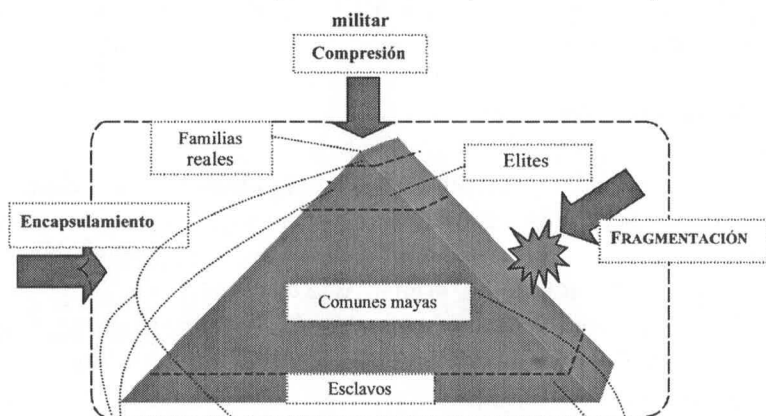 militar
Compresión
Familias
reales
Elites
Encapsulamiento
FRAGMENTACIÓN
Comunes mayas
Esclavos